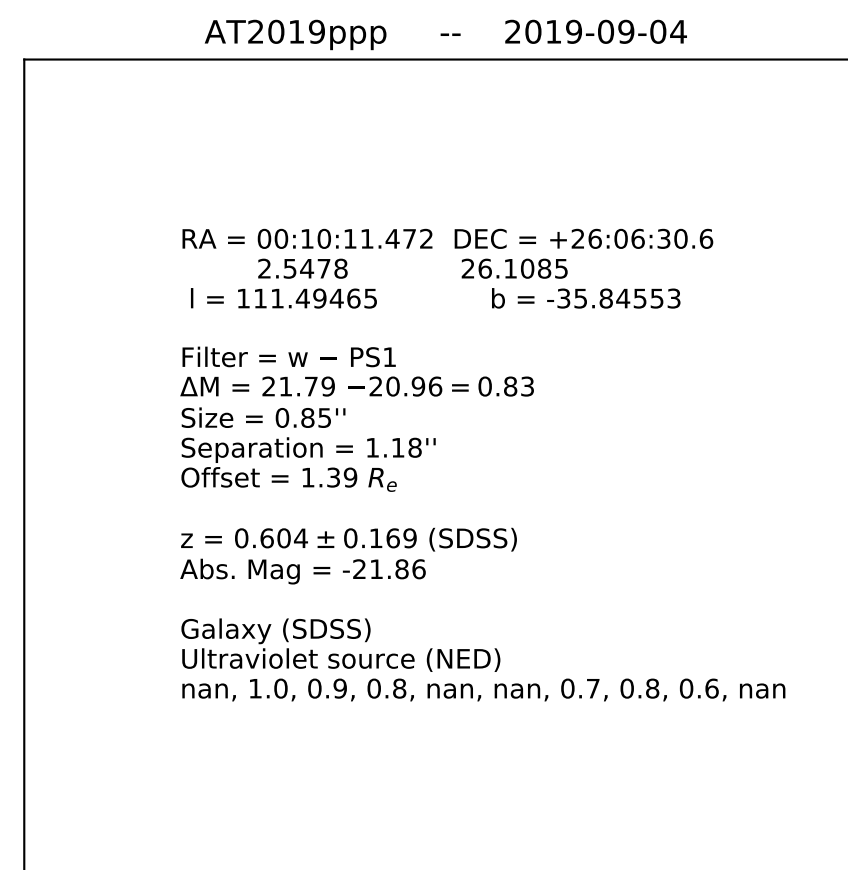 AT2019ppp -- 2019-09-04
RA = 00:10:11.472 DEC = +26:06:30.6
2.5478 26.1085
l = 111.49465 b = -35.84553
Filter = w − PS1
ΔM = 21.79 −20.96 = 0.83
Size = 0.85''
Separation = 1.18''
Offset = 1.39 Rₑ
z = 0.604 ± 0.169 (SDSS)
Abs. Mag = -21.86
Galaxy (SDSS)
Ultraviolet source (NED)
nan, 1.0, 0.9, 0.8, nan, nan, 0.7, 0.8, 0.6, nan